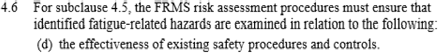 4.6 For subclause 4.5, the FRMS risk assessment procedures must ensure that
identified fatigue-related hazards are examined in relation to the following:
(d) the effectiveness of existing safety procedures and controls.